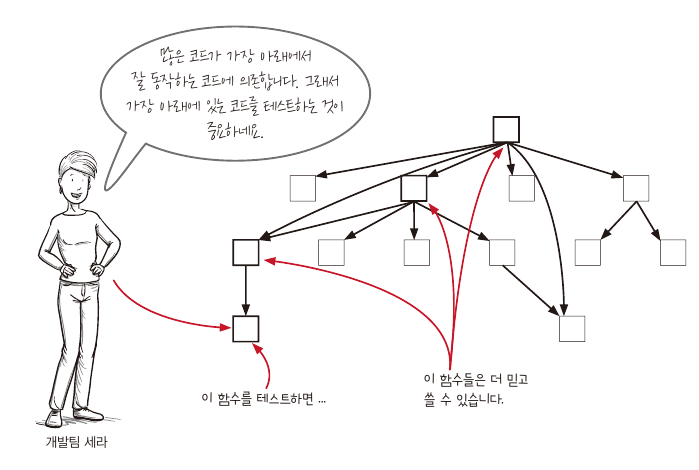 많은 코드가 가장 아래에서
잘 동작하는 코드에 의존합니다. 그래서
가장 아래에 있는 코드를 테스트하는 것이
중요하네요.
이 함수를 테스트하면 ...
이 함수들은 더 믿고
쓸 수 있습니다.
개발팀 세라